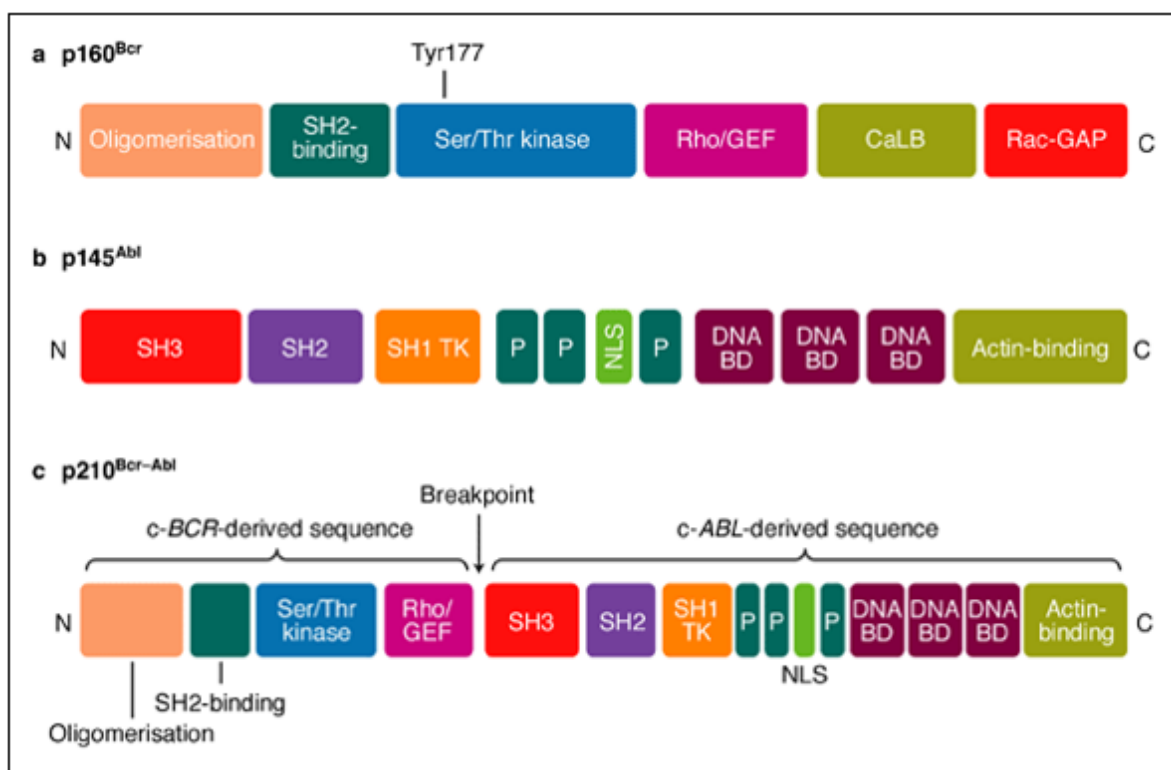 a p160Bcr
Tyr177
N Oligomerisation SH2-binding Ser/Thr kinase Rho/GEF CaLB Rac-GAP C
b p145Abl
N SH3 SH2 SH1 TK P P NLS P DNA BD DNA BD DNA BD Actin-binding C
c p210Bcr–Abl
Breakpoint
c-BCR-derived sequence c-ABL-derived sequence
N Ser/Thr kinase Rho/GEF SH3 SH2 SH1 TK P P P DNA BD DNA BD DNA BD Actin-binding C
NLS
SH2-binding
Oligomerisation